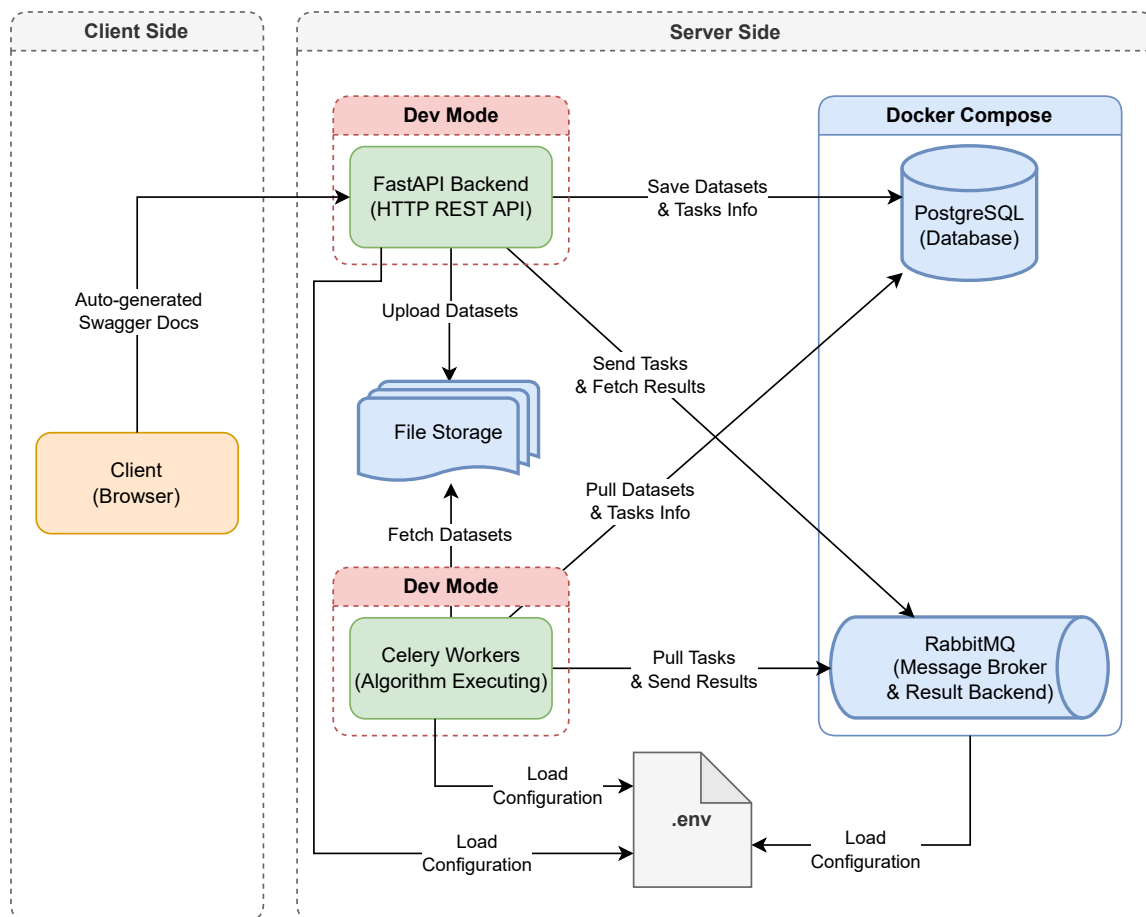 Client Side
Server Side
Dev Mode
Docker Compose
FastAPI Backend
(HTTP REST API)
Save Datasets
& Tasks Info
PostgreSQL
(Database)
Auto-generated
Swagger Docs
Upload Datasets
Send Tasks
& Fetch Results
File Storage
Client
(Browser)
Pull Datasets
& Tasks Info
Fetch Datasets
Dev Mode
Celery Workers
(Algorithm Executing)
Pull Tasks
& Send Results
RabbitMQ
(Message Broker
& Result Backend)
Load
Configuration
.env
Load
Configuration
Load
Configuration